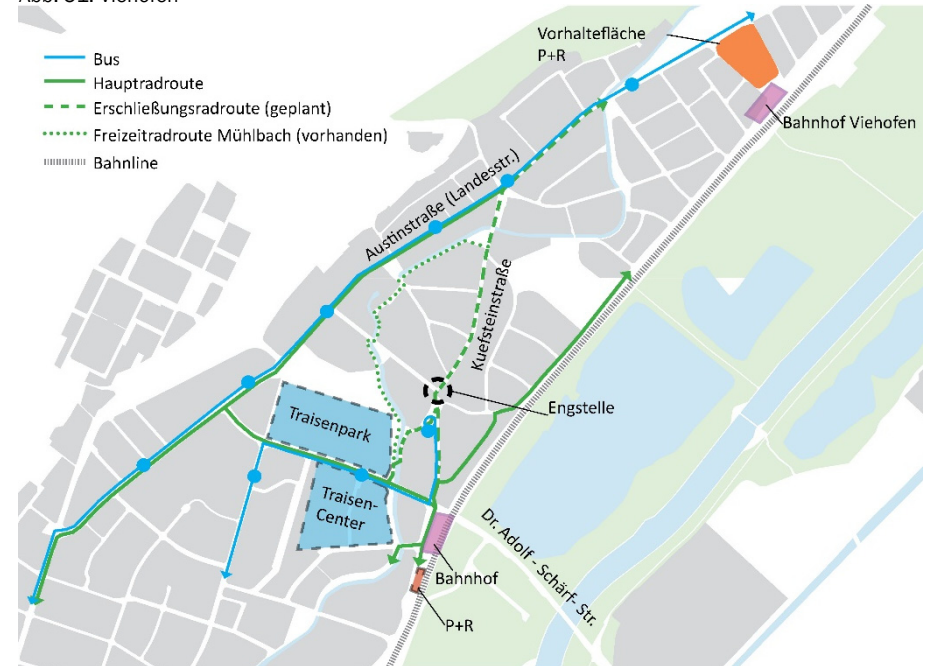 Abb. 31: Viehofen
Vorhaltefläche
P+R
Bus
Hauptradroute
Erschließungsradroute (geplant)
Freizeitradroute Mühlbach (vorhanden)
Bahnline
Bahnhof Viehofen
Austinstraße (Landesstr.)
Kuefsteinstraße
Engstelle
Traisenpark
Traisen-
Center
Dr. Adolf - Schärf- Str.
Bahnhof
P+R